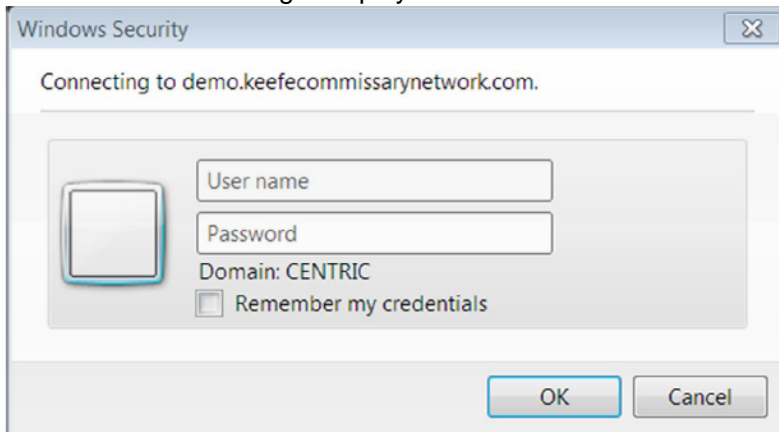 Windows Security
Connecting to demo.keefecommissarynetwork.com.
User name
Password
Domain: CENTRIC
Remember my credentials
OK Cancel